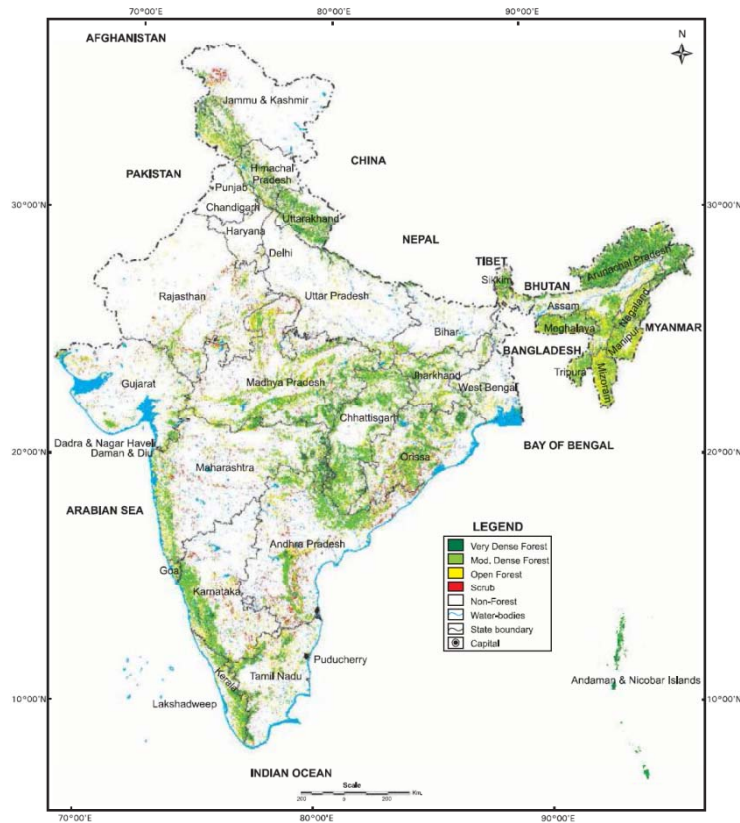 70°00'E
80°00'E
90°00'E
AFGHANISTAN
N
Jammu & Kashmir
CHINA
Himachal
Pradesh
PAKISTAN
Punjab
Chandigarh
30°00'N
30°00'N
Uttarakhand
Haryana
Delhi
NEPAL
TIBET
Sikkim
BHUTAN
Arunachal Pradesh
Rajasthan
Uttar Pradesh
Assam
Nagaland
Bihar
Meghalaya
MYANMAR
Manipur
BANGLADESH
Gujarat
Madhya Pradesh
Jharkhand
West Bengal
Tripura
Mizoram
Chhattisgarh
Dadra & Nagar Haveli
Daman & Diu
BAY OF BENGAL
20°00'N
20°00'N
Maharashtra
Orissa
ARABIAN SEA
LEGEND
Very Dense Forest
Mod. Dense Forest
Open Forest
Scrub
Non-Forest
Water-bodies
State boundary
Capital
Andhra Pradesh
Goa
Karnataka
Puducherry
Tamil Nadu
Kerala
Lakshadweep
Andaman & Nicobar Islands
10°00'N
10°00'N
INDIAN OCEAN
Scale
200 0 200 Km.
70°00'E
80°00'E
90°00'E